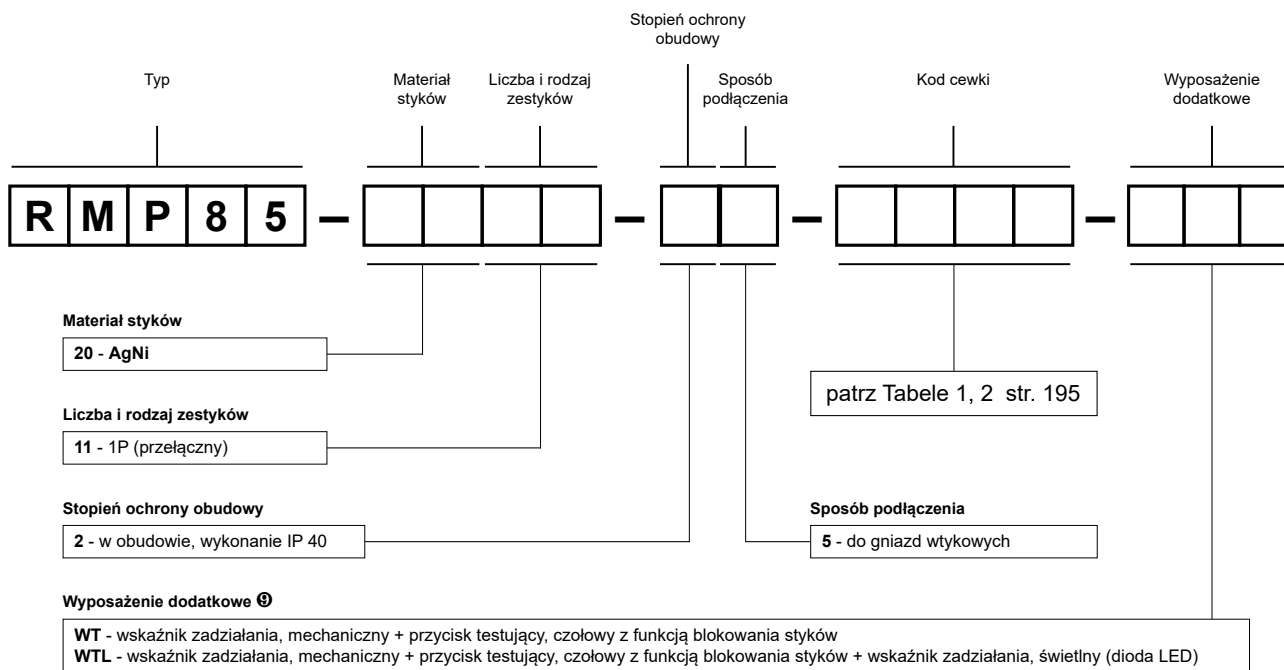 Stopień ochrony
obudowy
Typ
Materiał
styków
Liczba i rodzaj
zestyków
Sposób
podłączenia
Kod cewki
Wyposażenie
dodatkowe
R M P 8 5 – – – –
Materiał styków
20 - AgNi
patrz Tabele 1, 2 str. 195
Liczba i rodzaj zestyków
11 - 1P (przełączny)
Stopień ochrony obudowy
2 - w obudowie, wykonanie IP 40
Sposób podłączenia
5 - do gniazd wtykowych
Wyposażenie dodatkowe ❾
WT - wskaźnik zadziałania, mechaniczny + przycisk testujący, czołowy z funkcją blokowania styków
WTL - wskaźnik zadziałania, mechaniczny + przycisk testujący, czołowy z funkcją blokowania styków + wskaźnik zadziałania, świetlny (dioda LED)